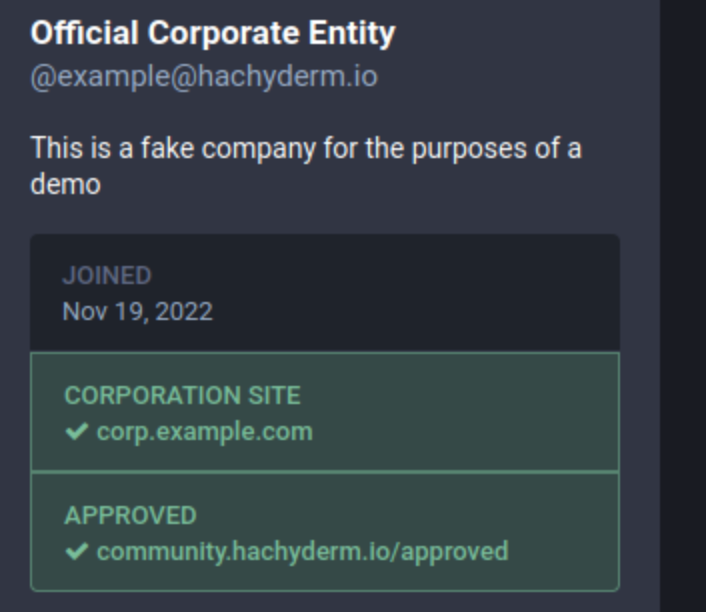 Official Corporate Entity
@example@hachyderm.io
This is a fake company for the purposes of a
demo
JOINED
Nov 19, 2022
CORPORATION SITE
✔ corp.example.com
APPROVED
✔ community.hachyderm.io/approved